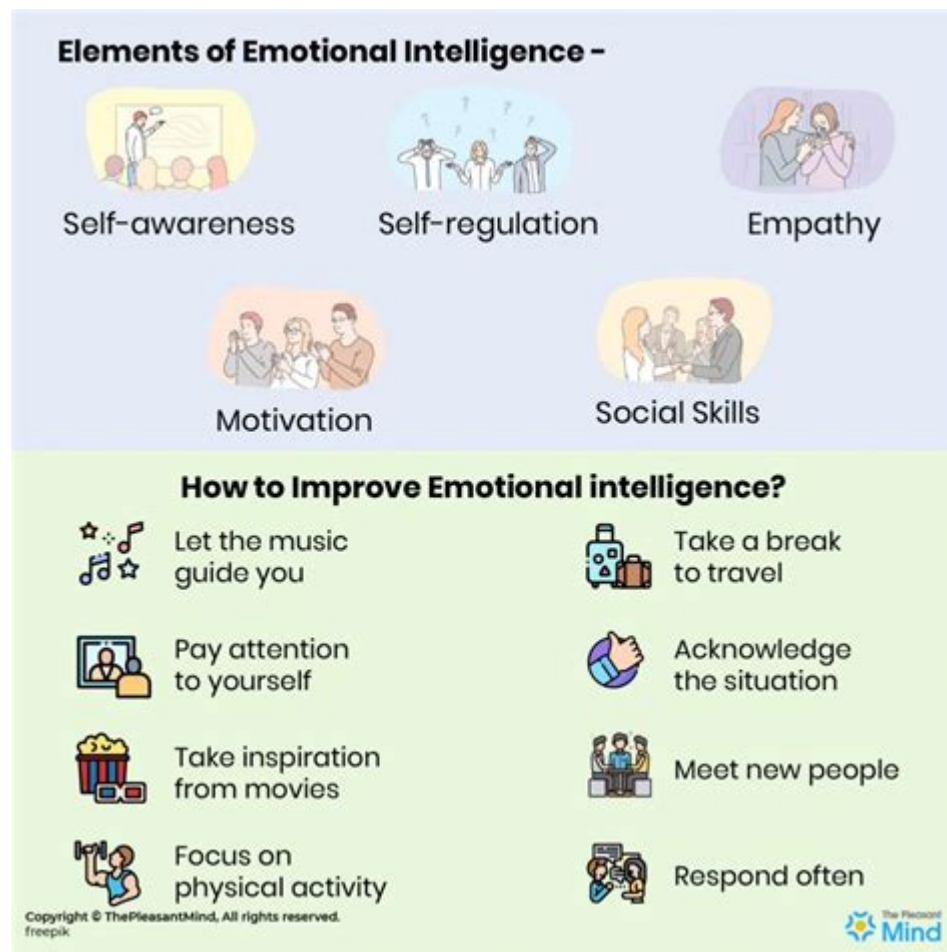 Elements of Emotional Intelligence -
Self-awareness
Self-regulation
Empathy
Motivation
Social Skills
How to Improve Emotional intelligence?
Let the music
guide you
Take a break
to travel
Pay attention
to yourself
Acknowledge
the situation
Take inspiration
from movies
Meet new people
Focus on
physical activity
Respond often
Copyright © ThePleasantMind, All rights reserved.
freepik
The Pleasant
Mind